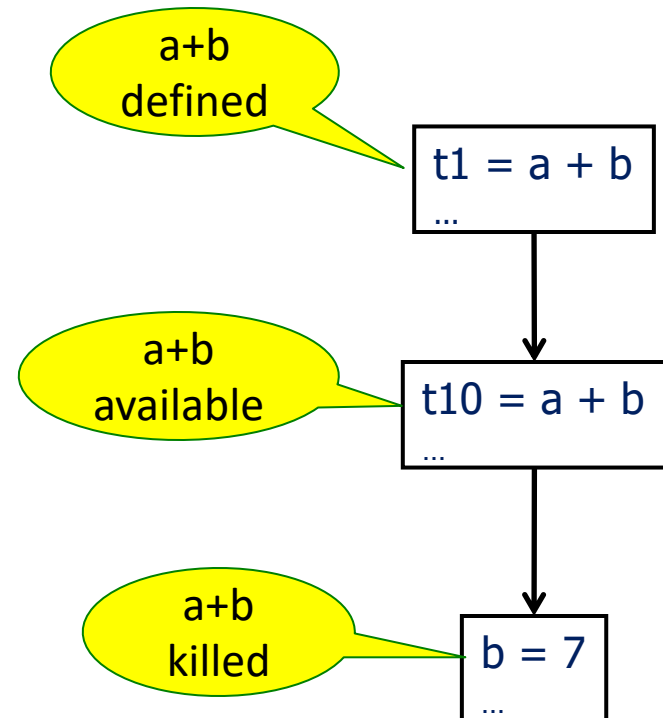 a+b
defined
t1 = a + b
...
a+b
available
t10 = a + b
...
a+b
killed
b = 7
...